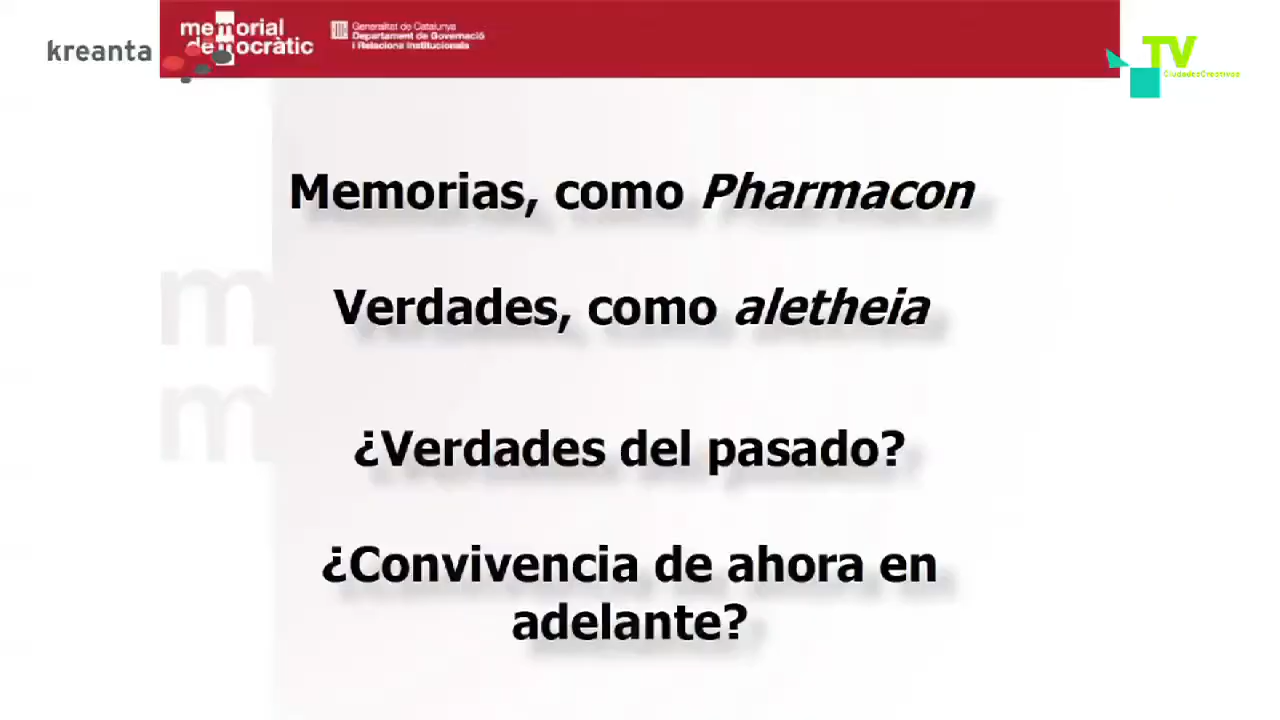 kreanta
memorial
democràtic
Generalitat de Catalunya
Departament de Governació
i Relacions Institucionals
TV
CiudadesCreativas
Memorias, como Pharmacon
Verdades, como aletheia
m
m
¿Verdades del pasado?
¿Convivencia de ahora en
adelante?